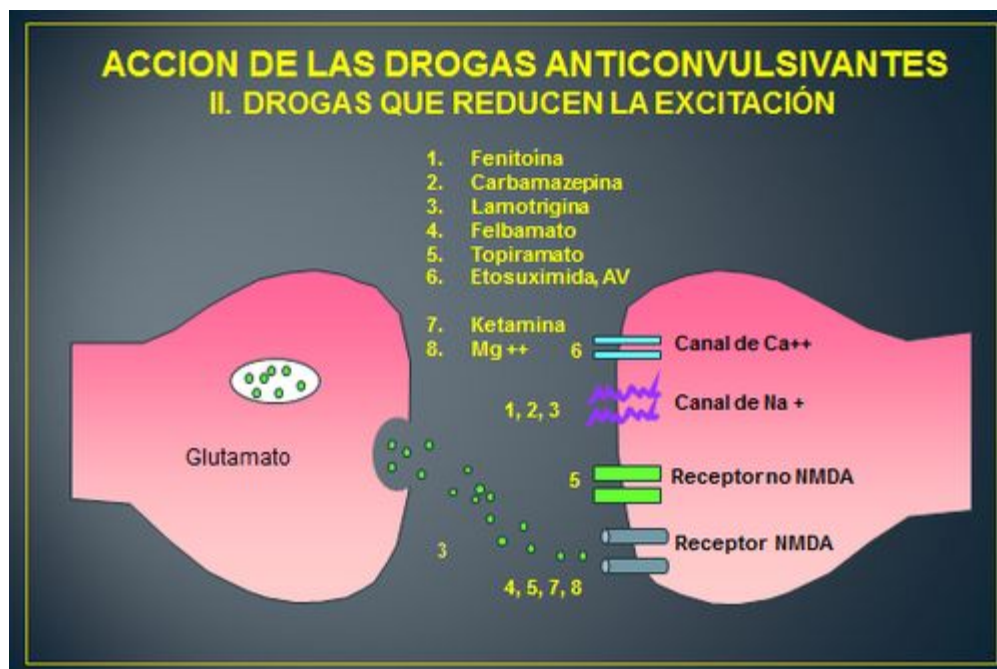 ACCION DE LAS DROGAS ANTICONVULSIVANTES
II. DROGAS QUE REDUCEN LA EXCITACIÓN
1. Fenitoína
2. Carbamazepina
3. Lamotrigina
4. Felbamato
5. Topiramato
6. Etosuximida, AV
7. Ketamina
8. Mg ++
6 Canal de Ca++
1, 2, 3 Canal de Na +
Glutamato
5 Receptor no NMDA
3 Receptor NMDA
4, 5, 7, 8